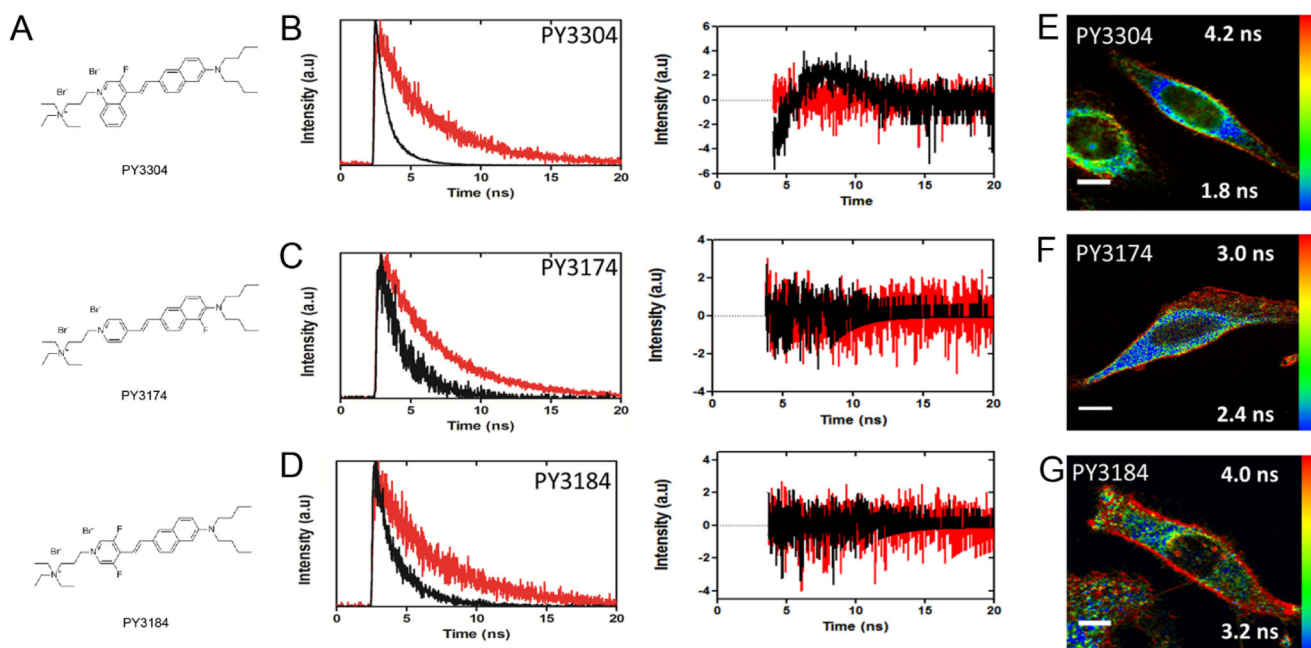 A
Br-
F
Br-
N+
N
N
PY3304
B
PY3304
Intensity (a.u)
0 5 10 15 20
Time (ns)
6
4
2
0
-2
-4
-6
Intensity (a.u)
0 5 10 15 20
Time
E
PY3304
4.2 ns
1.8 ns
Br-
Br-
N+
N
F
N
PY3174
C
PY3174
Intensity (a.u)
0 5 10 15 20
Time (ns)
4
2
0
-2
-4
Intensity (a.u)
0 5 10 15 20
Time (ns)
F
PY3174
3.0 ns
2.4 ns
Br-
Br-
F
N+
N
F
N
PY3184
D
PY3184
Intensity (a.u)
0 5 10 15 20
Time (ns)
4
2
0
-2
-4
Intensity (a.u)
0 5 10 15 20
Time (ns)
G
PY3184
4.0 ns
3.2 ns